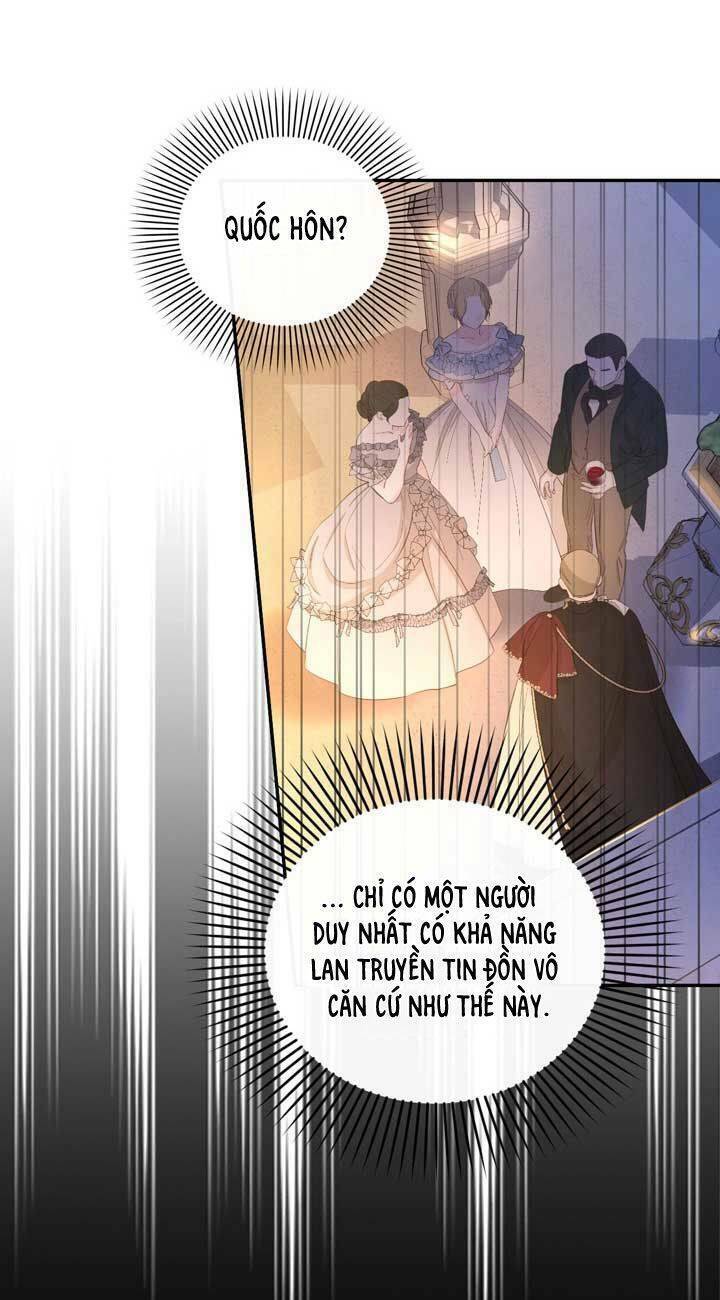 QUỐC HÔN?
... CHỈ CÓ MỘT NGƯỜI
DUY NHẤT CÓ KHẢ NĂNG
LAN TRUYỀN TIN ĐỒN VÔ
CĂN CỨ NHƯ THẾ NÀY.